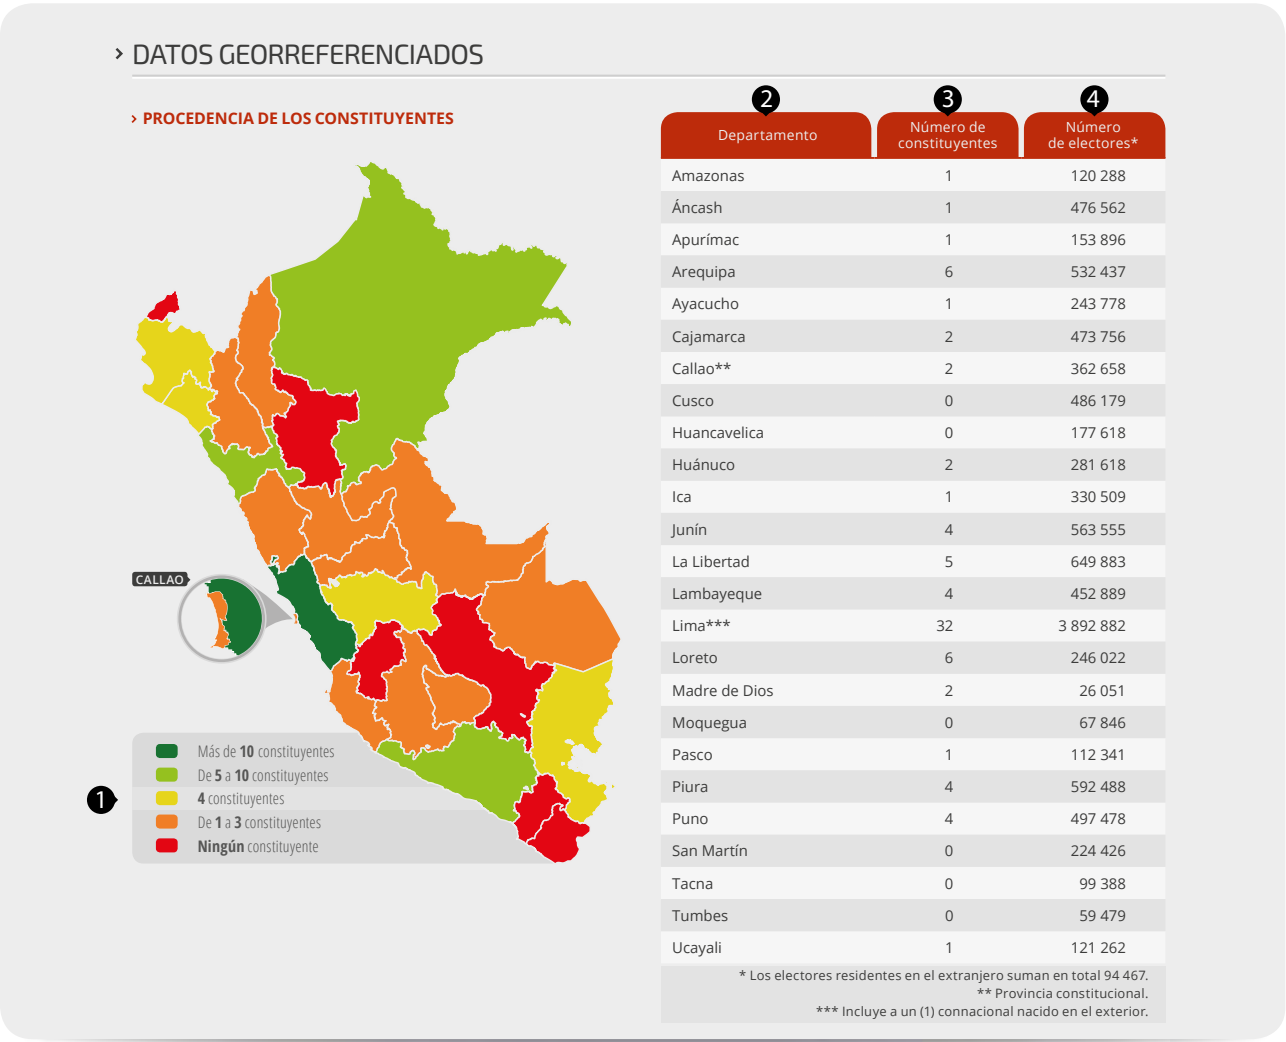 DATOS GEORREFERENCIADOS
PROCEDENCIA DE LOS CONSTITUYENTES
CALLAO
1
Más de 10 constituyentes
De 5 a 10 constituyentes
4 constituyentes
De 1 a 3 constituyentes
Ningún constituyente
2 3 4
Departamento Número de constituyentes Número de electores*
Amazonas 1 120 288
Áncash 1 476 562
Apurímac 1 153 896
Arequipa 6 532 437
Ayacucho 1 243 778
Cajamarca 2 473 756
Callao** 2 362 658
Cusco 0 486 179
Huancavelica 0 177 618
Huánuco 2 281 618
Ica 1 330 509
Junín 4 563 555
La Libertad 5 649 883
Lambayeque 4 452 889
Lima*** 32 3 892 882
Loreto 6 246 022
Madre de Dios 2 26 051
Moquegua 0 67 846
Pasco 1 112 341
Piura 4 592 488
Puno 4 497 478
San Martín 0 224 426
Tacna 0 99 388
Tumbes 0 59 479
Ucayali 1 121 262
* Los electores residentes en el extranjero suman en total 94 467.
** Provincia constitucional.
*** Incluye a un (1) connacional nacido en el exterior.